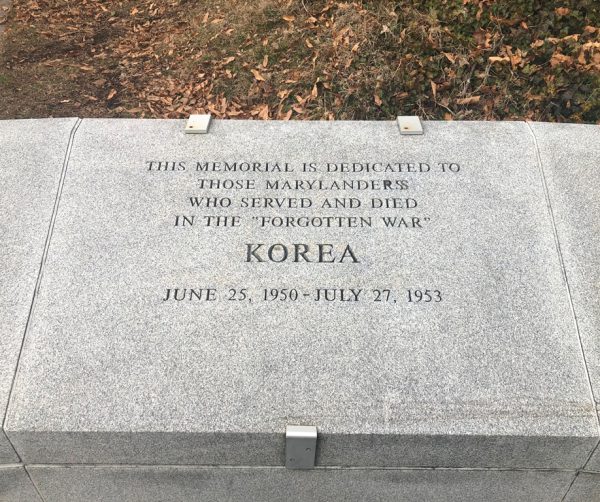 THIS MEMORIAL IS DEDICATED TO
THOSE MARYLANDERS
WHO SERVED AND DIED
IN THE "FORGOTTEN WAR"
KOREA
JUNE 25, 1950 - JULY 27, 1953